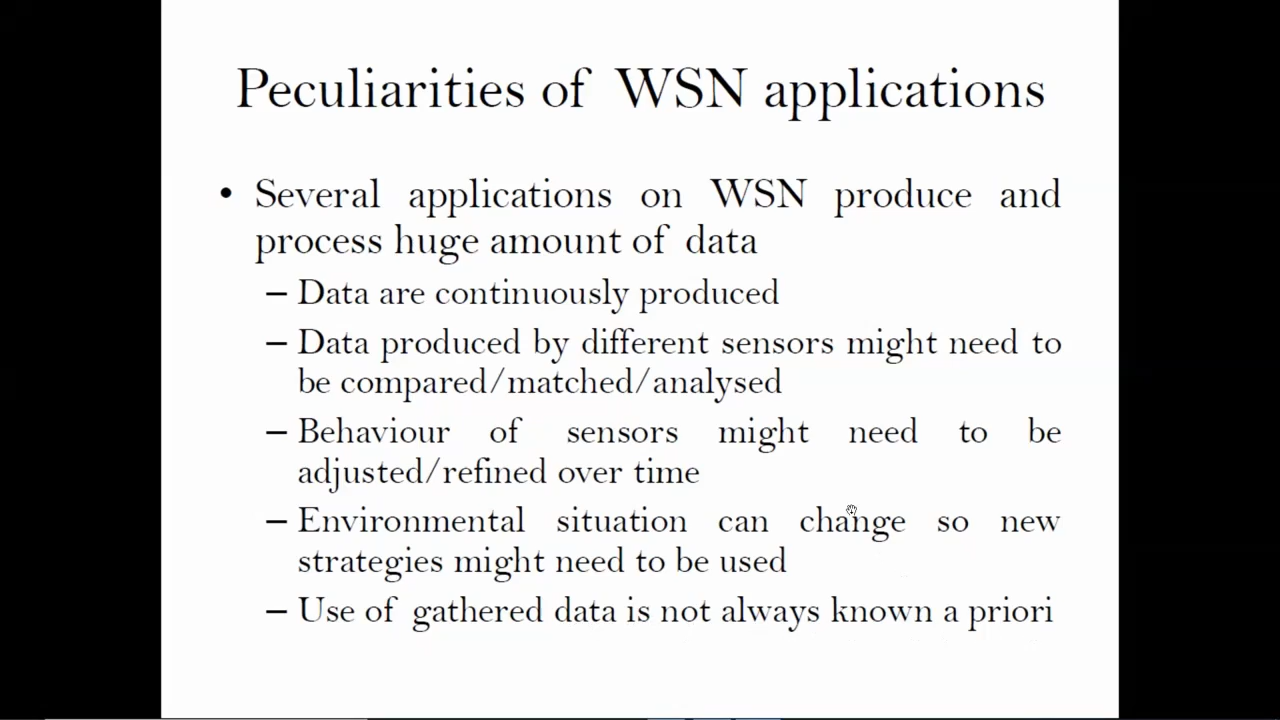 Peculiarities of WSN applications
• Several applications on WSN produce and
process huge amount of data
– Data are continuously produced
– Data produced by different sensors might need to
be compared/matched/analysed
– Behaviour of sensors might need to be
adjusted/refined over time
– Environmental situation can change so new
strategies might need to be used
– Use of gathered data is not always known a priori